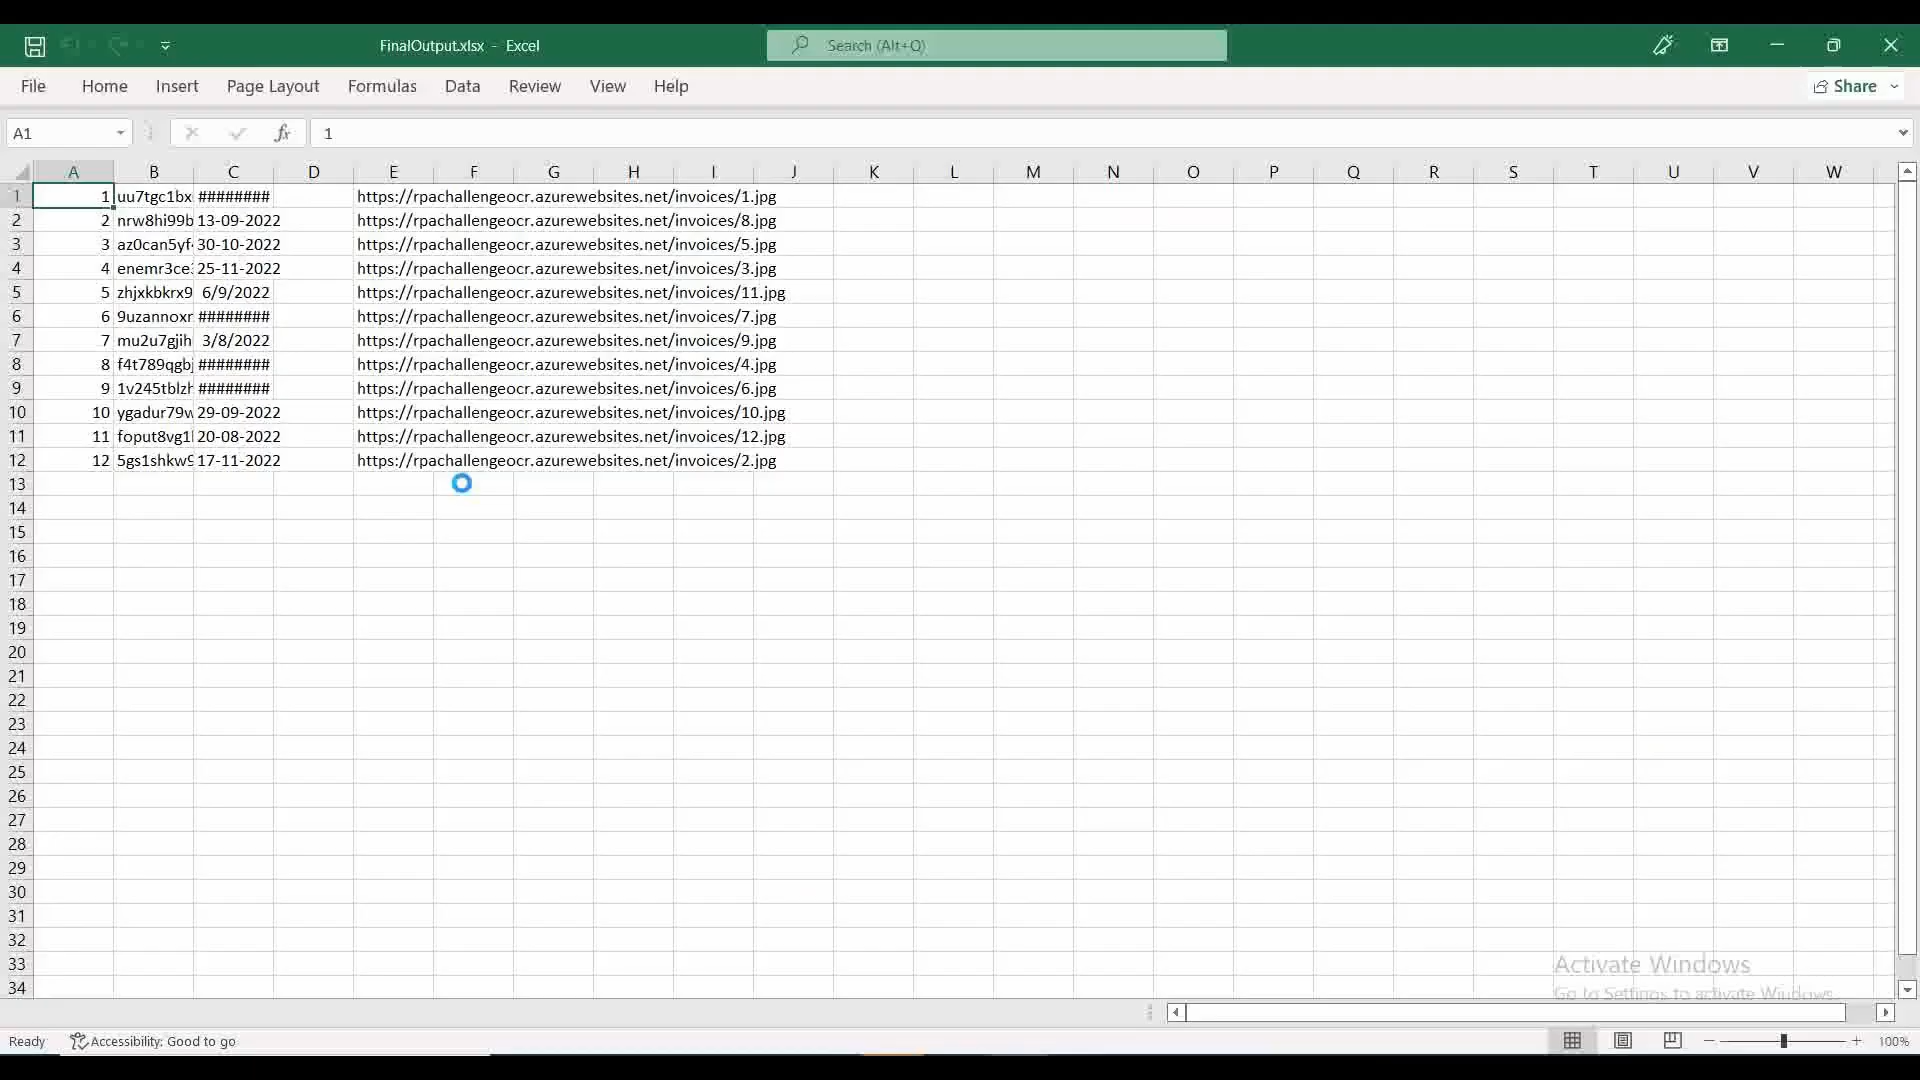 FinalOutput.xlsx - Excel
Search (Alt+Q)
File Home Insert Page Layout Formulas Data Review View Help Share
A1 fx 1
A B C D E F G H I J K L M N O P Q R S T U V W
1 1 uu7tgc1bx ######## https://rpachallengeocr.azurewebsites.net/invoices/1.jpg
2 2 nrw8hi99b 13-09-2022 https://rpachallengeocr.azurewebsites.net/invoices/8.jpg
3 3 az0can5yf 30-10-2022 https://rpachallengeocr.azurewebsites.net/invoices/5.jpg
4 4 enemr3ce 25-11-2022 https://rpachallengeocr.azurewebsites.net/invoices/3.jpg
5 5 zhjxkbkrx9 6/9/2022 https://rpachallengeocr.azurewebsites.net/invoices/11.jpg
6 6 9uzannoxr ######## https://rpachallengeocr.azurewebsites.net/invoices/7.jpg
7 7 mu2u7gjih 3/8/2022 https://rpachallengeocr.azurewebsites.net/invoices/9.jpg
8 8 f4t789qgb ######## https://rpachallengeocr.azurewebsites.net/invoices/4.jpg
9 9 1v245tblzh ######## https://rpachallengeocr.azurewebsites.net/invoices/6.jpg
10 10 ygadur79w 29-09-2022 https://rpachallengeocr.azurewebsites.net/invoices/10.jpg
11 11 foput8vg1 20-08-2022 https://rpachallengeocr.azurewebsites.net/invoices/12.jpg
12 12 5gs1shkw9 17-11-2022 https://rpachallengeocr.azurewebsites.net/invoices/2.jpg
13
14
15
16
17
18
19
20
21
22
23
24
25
26
27
28
29
30
31
32
33
34
Activate Windows
Go to Settings to activate Windows.
Ready Accessibility: Good to go 100%